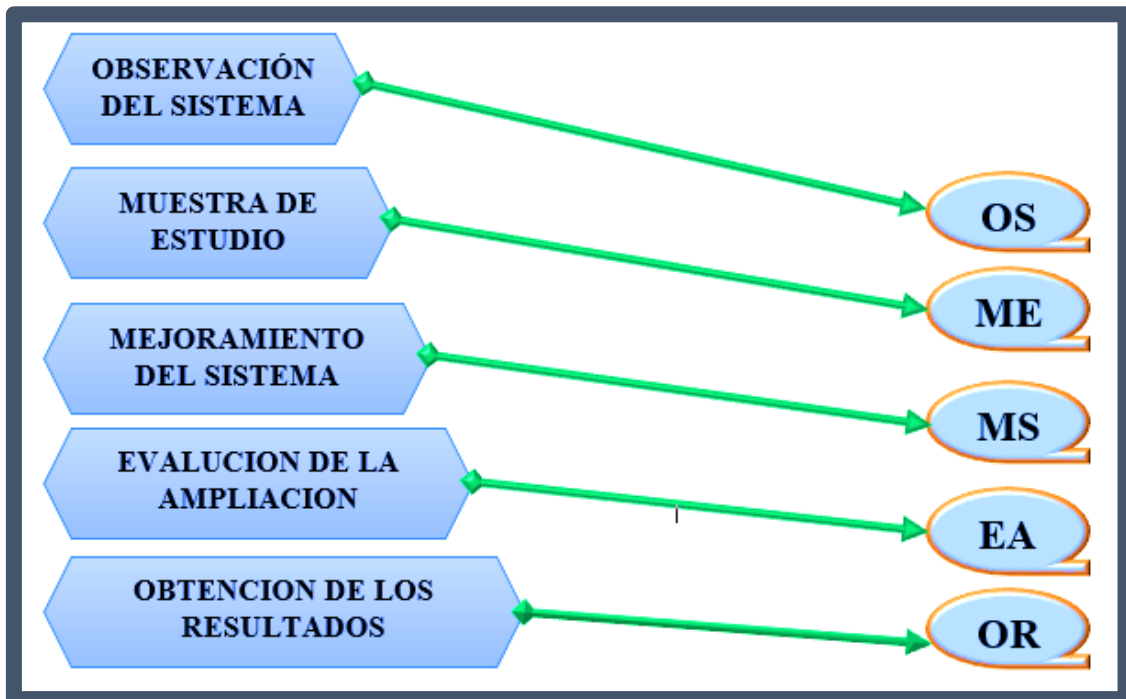 OBSERVACIÓN
DEL SISTEMA
OS
MUESTRA DE
ESTUDIO
ME
MEJORAMIENTO
DEL SISTEMA
MS
EVALUCION DE LA
AMPLIACION
EA
OBTENCION DE LOS
RESULTADOS
OR